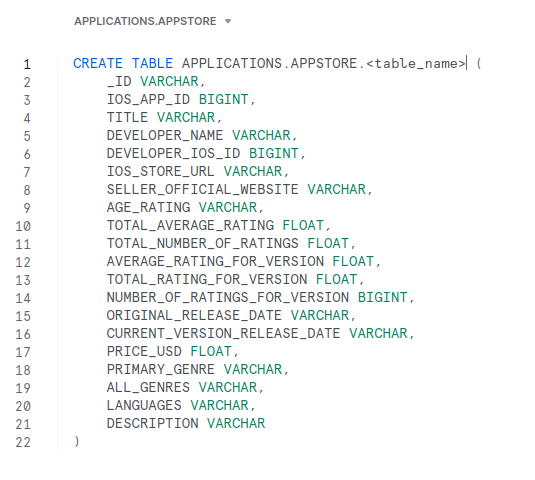 APPLICATIONS.APPSTORE
1 CREATE TABLE APPLICATIONS.APPSTORE.<table_name> (
2 _ID VARCHAR,
3 IOS_APP_ID BIGINT,
4 TITLE VARCHAR,
5 DEVELOPER_NAME VARCHAR,
6 DEVELOPER_IOS_ID BIGINT,
7 IOS_STORE_URL VARCHAR,
8 SELLER_OFFICIAL_WEBSITE VARCHAR,
9 AGE_RATING VARCHAR,
10 TOTAL_AVERAGE_RATING FLOAT,
11 TOTAL_NUMBER_OF_RATINGS FLOAT,
12 AVERAGE_RATING_FOR_VERSION FLOAT,
13 TOTAL_RATING_FOR_VERSION FLOAT,
14 NUMBER_OF_RATINGS_FOR_VERSION BIGINT,
15 ORIGINAL_RELEASE_DATE VARCHAR,
16 CURRENT_VERSION_RELEASE_DATE VARCHAR,
17 PRICE_USD FLOAT,
18 PRIMARY_GENRE VARCHAR,
19 ALL_GENRES VARCHAR,
20 LANGUAGES VARCHAR,
21 DESCRIPTION VARCHAR
22 )